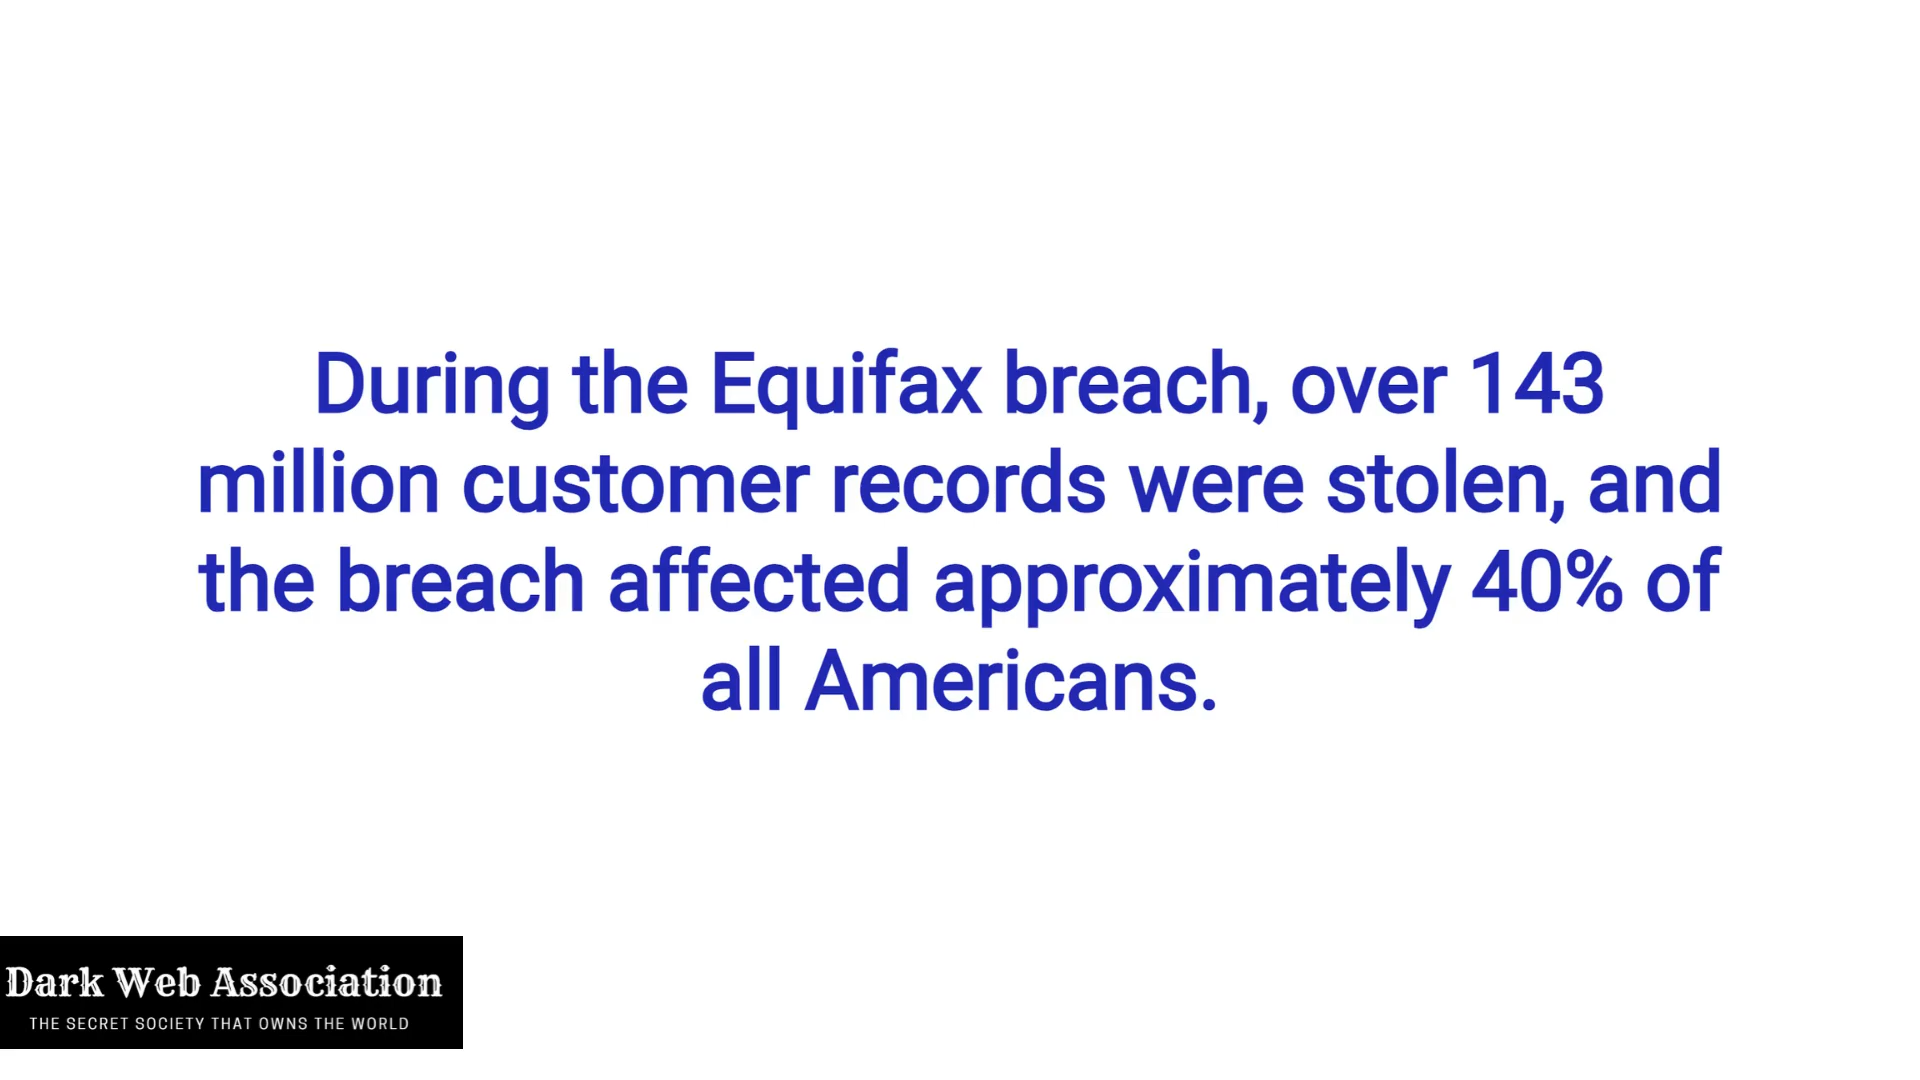 During the Equifax breach, over 143
million customer records were stolen, and
the breach affected approximately 40% of
all Americans.
Dark Web Association
THE SECRET SOCIETY THAT OWNS THE WORLD